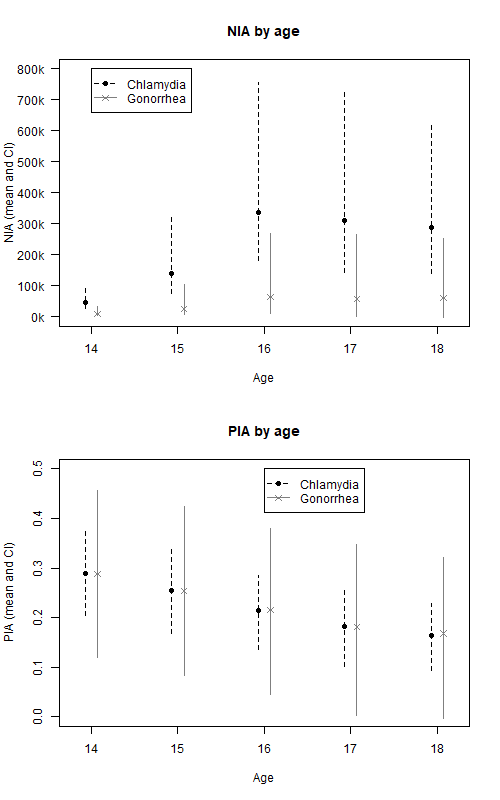 NIA by age
800k
700k
600k
500k
400k
300k
200k
100k
0k
NIA (mean and CI)
Chlamydia
Gonorrhea
14 15 16 17 18
Age
PIA by age
0.5
0.4
0.3
0.2
0.1
0.0
PIA (mean and CI)
Chlamydia
Gonorrhea
14 15 16 17 18
Age